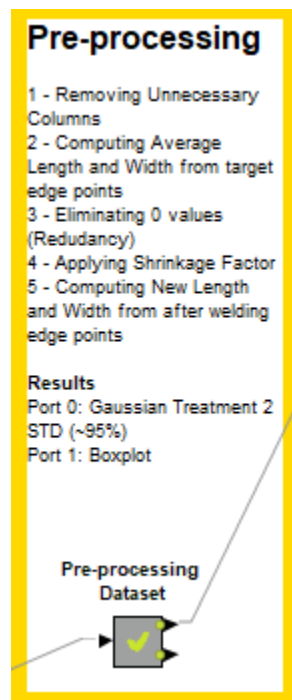 Pre-processing
1 - Removing Unnecessary
Columns
2 - Computing Average
Length and Width from target
edge points
3 - Eliminating 0 values
(Redudancy)
4 - Applying Shrinkage Factor
5 - Computing New Length
and Width from after welding
edge points
Results
Port 0: Gaussian Treatment 2
STD (~95%)
Port 1: Boxplot
Pre-processing
Dataset